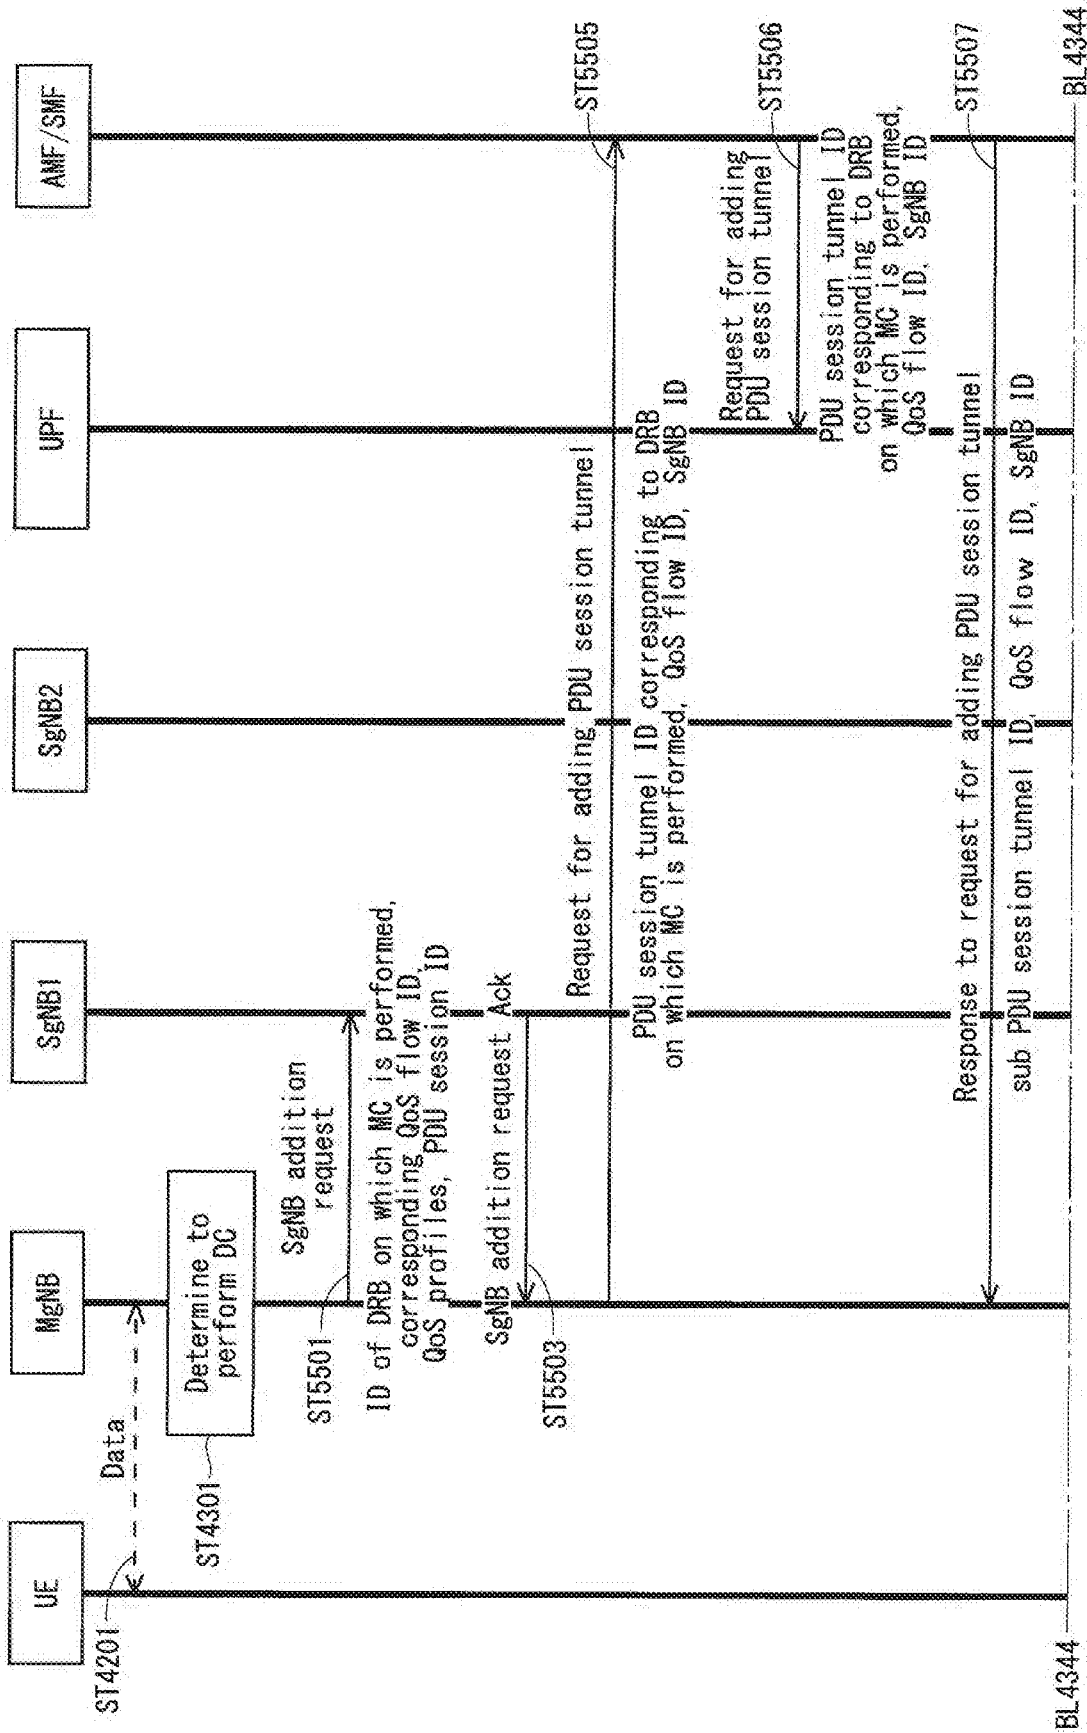 UE
MgNB
SgNB1
SgNB2
UPF
AMF/SMF
ST4201
Data
Determine to
perform DC
ST4301
SgNB addition
request
ST5501
ID of DRB on which MC is performed,
corresponding QoS flow ID,
QoS profiles, PDU session ID
SgNB addition request Ack
ST5503
Request for adding PDU session tunnel
ST5505
PDU session tunnel ID corresponding to DRB
on which MC is performed, QoS flow ID, SgNB ID
Request for adding
PDU session tunnel
ST5506
PDU session tunnel ID
corresponding to DRB
on which MC is performed,
QoS flow ID, SgNB ID
Response to request for adding PDU session tunnel
ST5507
sub PDU session tunnel ID, QoS flow ID, SgNB ID
BL4344
BL4344